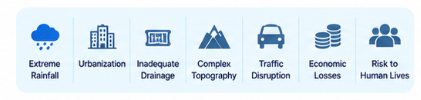 Extreme
Rainfall
Urbanization
Inadequate
Drainage
Complex
Topography
Traffic
Disruption
Economic
Losses
Risk to
Human Lives